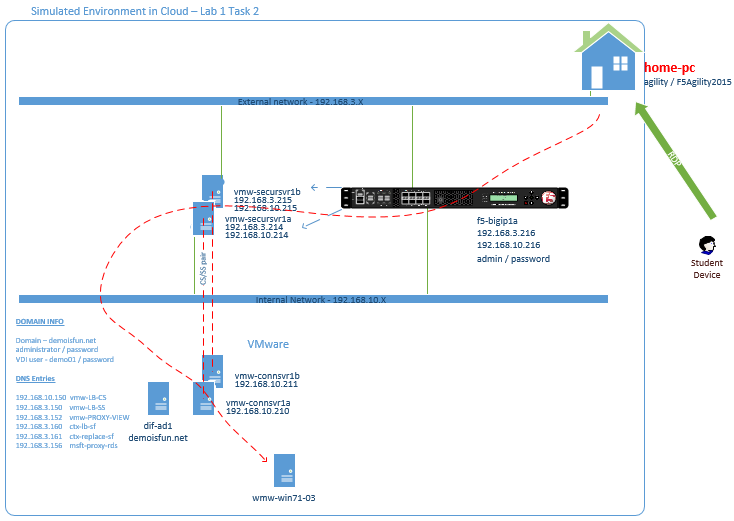 Simulated Environment in Cloud – Lab 1 Task 2
home-pc
agility / F5Agility2015
External network - 192.168.3.X
RDP
vmw-secursvr1b
192.168.3.215
192.168.10.215
vmw-secursvr1a
192.168.3.214
192.168.10.214
f5-bigip1a
192.168.3.216
192.168.10.216
admin / password
Student
Device
CS/SS pair
Internal Network - 192.168.10.X
DOMAIN INFO
Domain – demoisfun.net
administrator / password
VDI user - demo01 / password
DNS Entries
192.168.10.150 vmw-LB-CS
192.168.3.150 vmw-LB-SS
192.168.3.152 vmw-PROXY-VIEW
192.168.3.160 ctx-lb-sf
192.168.3.161 ctx-replace-sf
192.168.3.156 msft-proxy-rds
VMware
vmw-connsvr1b
192.168.10.211
vmw-connsvr1a
192.168.10.210
dif-ad1
demoisfun.net
wmw-win71-03